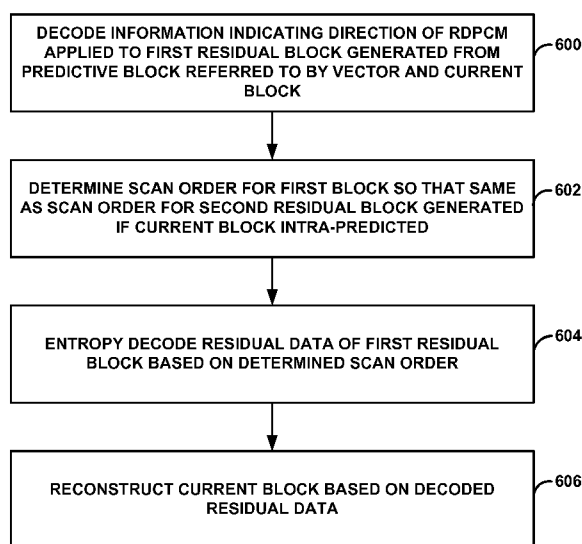 DECODE INFORMATION INDICATING DIRECTION OF RDPCM
APPLIED TO FIRST RESIDUAL BLOCK GENERATED FROM
PREDICTIVE BLOCK REFERRED TO BY VECTOR AND CURRENT
BLOCK
600
DETERMINE SCAN ORDER FOR FIRST BLOCK SO THAT SAME
AS SCAN ORDER FOR SECOND RESIDUAL BLOCK GENERATED
IF CURRENT BLOCK INTRA-PREDICTED
602
ENTROPY DECODE RESIDUAL DATA OF FIRST RESIDUAL
BLOCK BASED ON DETERMINED SCAN ORDER
604
RECONSTRUCT CURRENT BLOCK BASED ON DECODED
RESIDUAL DATA
606